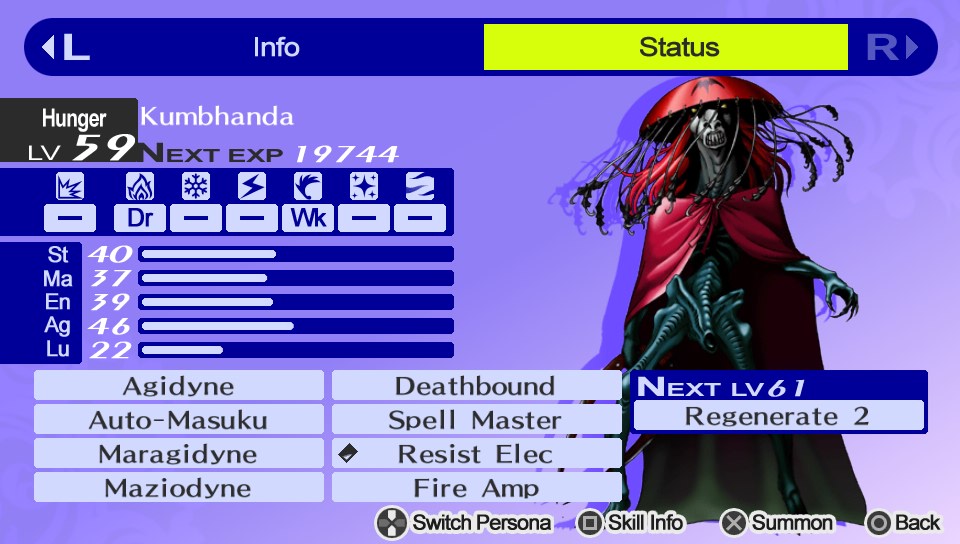 L Info Status R
Hunger Kumbhanda
LV 59 NEXT EXP 19744
– Dr – – Wk – –
St 40
Ma 37
En 39
Ag 46
Lu 22
Agidyne Deathbound NEXT LV 61
Auto-Masuku Spell Master Regenerate 2
Maragidyne Resist Elec
Maziodyne Fire Amp
Switch Persona Skill Info Summon Back